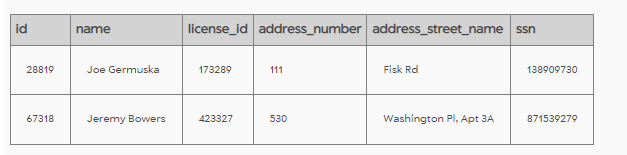 id name license_id address_number address_street_name ssn
28819 Joe Germuska 173289 111 Fisk Rd 138909730
67318 Jeremy Bowers 423327 530 Washington Pl, Apt 3A 871539279